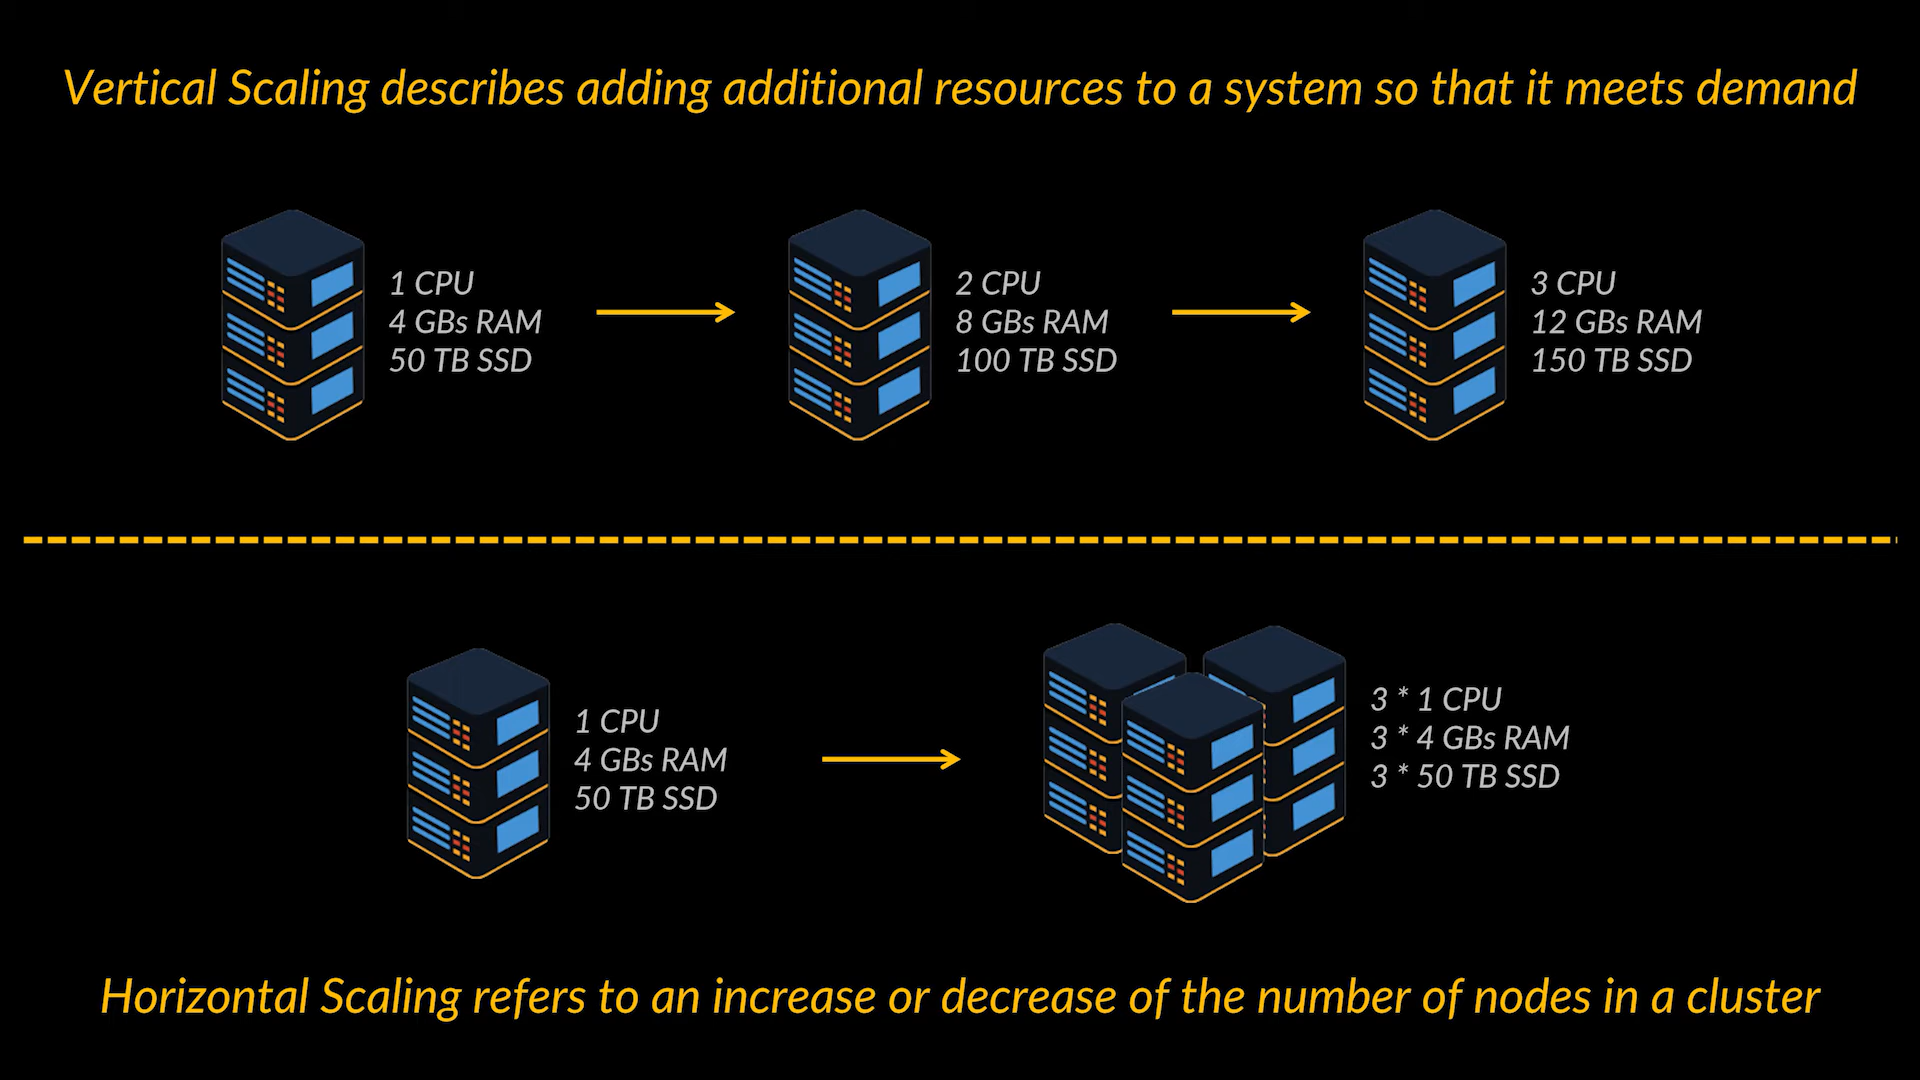 Vertical Scaling describes adding additional resources to a system so that it meets demand
1 CPU
4 GBs RAM
50 TB SSD
2 CPU
8 GBs RAM
100 TB SSD
3 CPU
12 GBs RAM
150 TB SSD
1 CPU
4 GBs RAM
50 TB SSD
3 * 1 CPU
3 * 4 GBs RAM
3 * 50 TB SSD
Horizontal Scaling refers to an increase or decrease of the number of nodes in a cluster